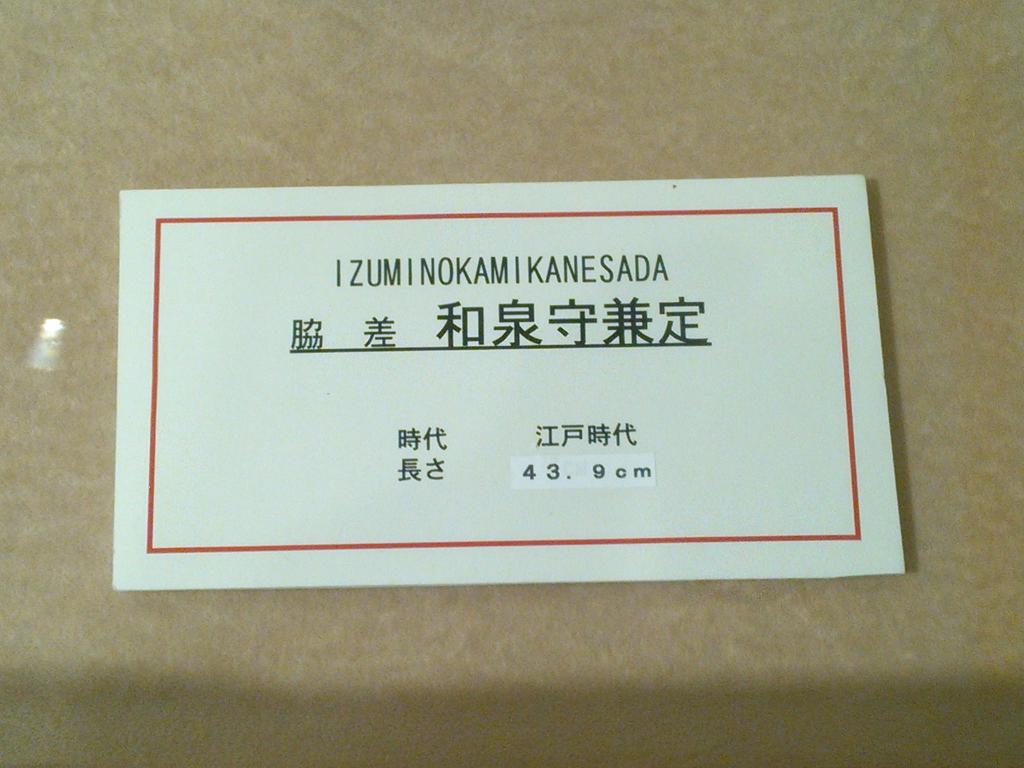 IZUMINOKAMIKANESADA
脇 差 和泉守兼定
時代 江戸時代
長さ 43.9cm